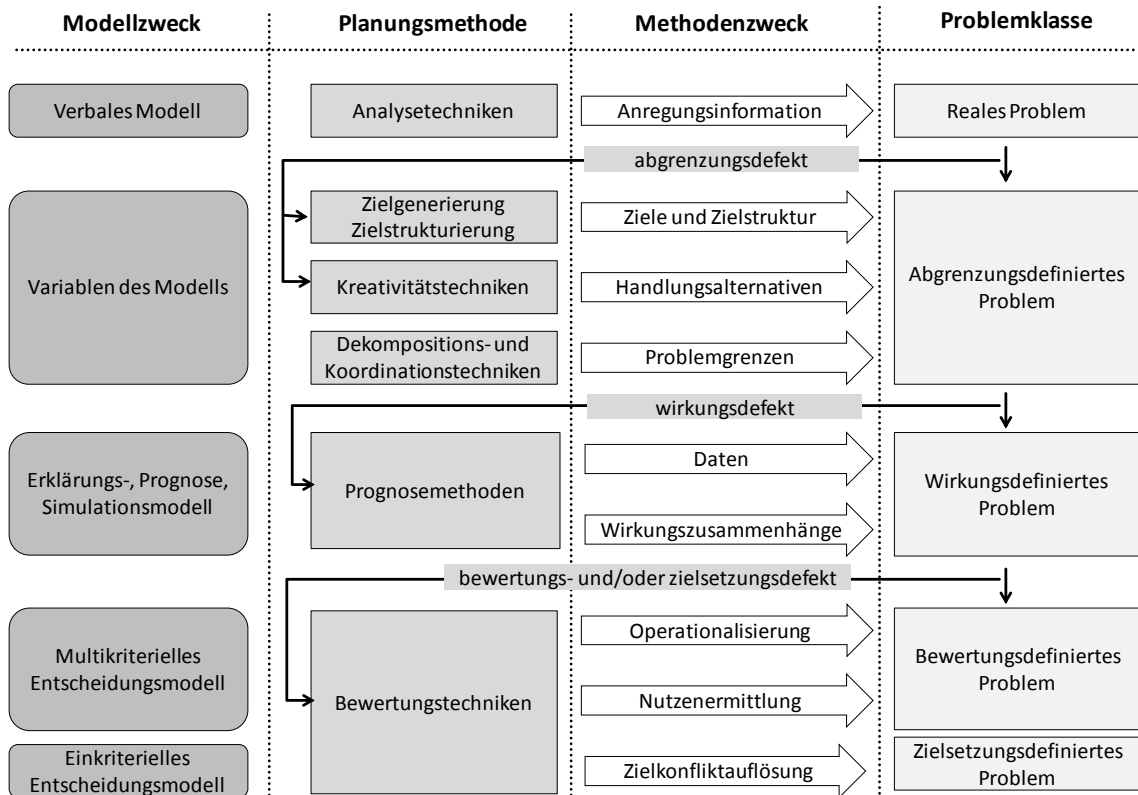 Modellzweck
Planungsmethode
Methodenzweck
Problemklasse
Verbales Modell
Analysetechniken
Anregungsinformation
Reales Problem
abgrenzungsdefekt
Variablen des Modells
Zielgenerierung
Zielstrukturierung
Ziele und Zielstruktur
Kreativitätstechniken
Handlungsalternativen
Abgrenzungsdefiniertes
Problem
Dekompositions- und
Koordinationstechniken
Problemgrenzen
wirkungsdefekt
Erklärungs-, Prognose,
Simulationsmodell
Prognosemethoden
Daten
Wirkungszusammenhänge
Wirkungsdefiniertes
Problem
bewertungs- und/oder zielsetzungsdefekt
Multikriterielles
Entscheidungsmodell
Bewertungstechniken
Operationalisierung
Nutzenermittlung
Bewertungsdefiniertes
Problem
Einkriterielles
Entscheidungsmodell
Zielkonfliktauflösung
Zielsetzungsdefiniertes
Problem